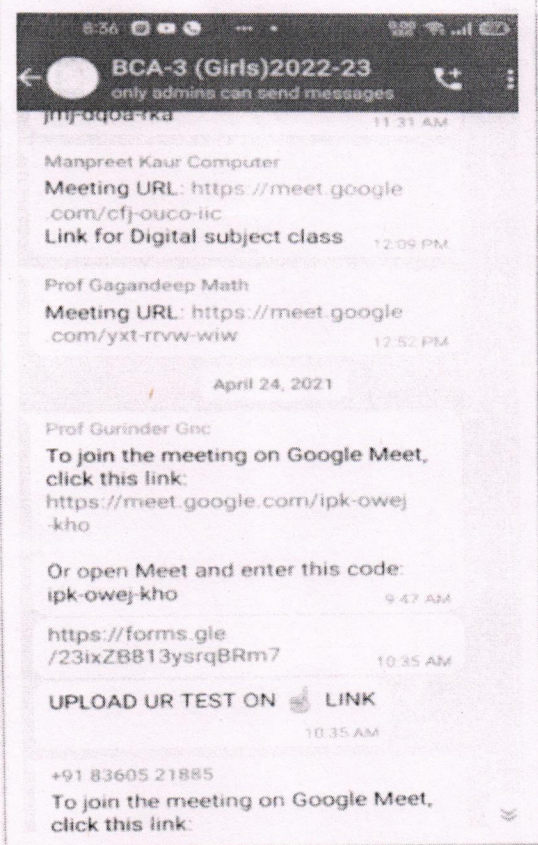 8:36
BCA-3 (Girls)2022-23
only admins can send messages
jmj-dqoa-rka
11:31 AM
Manpreet Kaur Computer
Meeting URL: https://meet.google
.com/cfj-ouco-iic
Link for Digital subject class 12:09 PM
Prof Gagandeep Math
Meeting URL: https://meet.google
.com/yxt-rrvw-wiw 12:52 PM
April 24, 2021
Prof Gurinder Gnc
To join the meeting on Google Meet,
click this link:
https://meet.google.com/ipk-owej
-kho
Or open Meet and enter this code:
ipk-owej-kho 9:47 AM
https://forms.gle
/23ixZBB13ysrqBRm7 10:35 AM
UPLOAD UR TEST ON ☝ LINK
10:35 AM
+91 83605 21885
To join the meeting on Google Meet,
click this link: